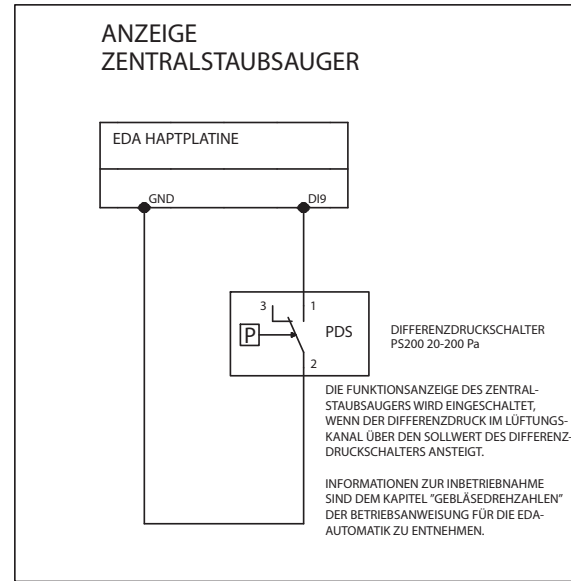 ANZEIGE
ZENTRALSTAUBSAUGER
EDA HAPTPLATINE
GND
DI9
3
1
P
PDS
2
DIFFERENZDRUCKSCHALTER
PS200 20-200 Pa
DIE FUNKTIONSANZEIGE DES ZENTRAL-
STAUBSAUGERS WIRD EINGESCHALTET,
WENN DER DIFFERENZDRUCK IM LÜFTUNGS-
KANAL ÜBER DEN SOLLWERT DES DIFFERENZ-
DRUCKSCHALTERS ANSTEIGT.
INFORMATIONEN ZUR INBETRIEBNAHME
SIND DEM KAPITEL "GEBLÄSEDREHZAHLEN"
DER BETRIEBSANWEISUNG FÜR DIE EDA-
AUTOMATIK ZU ENTNEHMEN.